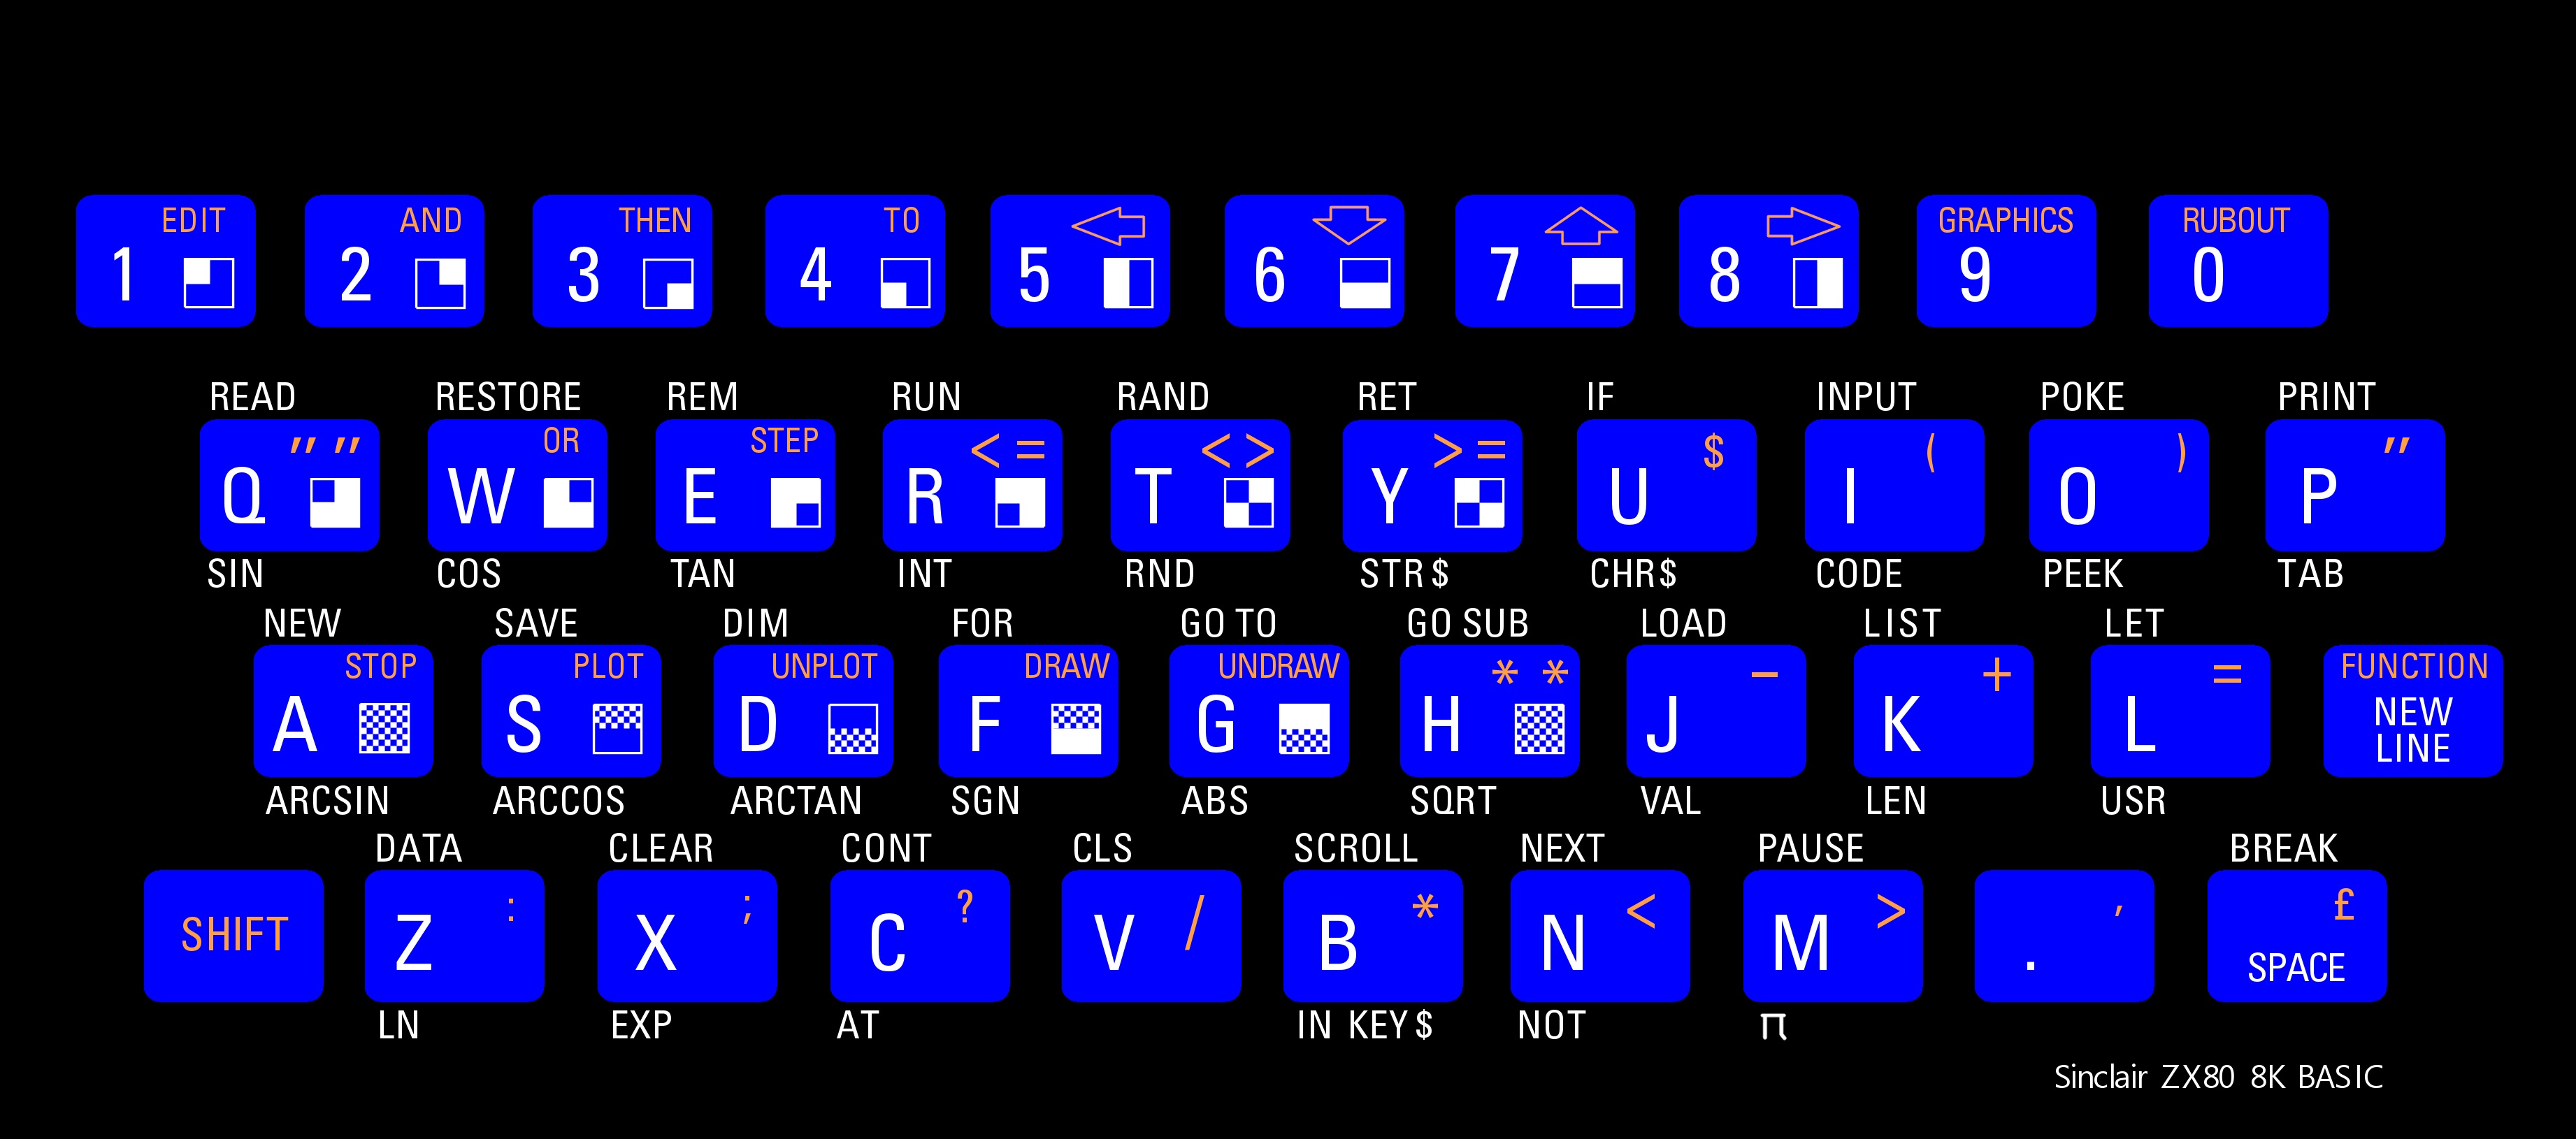 EDIT AND THEN TO GRAPHICS RUBOUT
1 2 3 4 5 6 7 8 9 0
READ RESTORE REM RUN RAND RET IF INPUT POKE PRINT
" " OR STEP < = < > > = $ ( ) "
Q W E R T Y U I O P
SIN COS TAN INT RND STR $ CHR $ CODE PEEK TAB
NEW SAVE DIM FOR GO TO GO SUB LOAD LIST LET
STOP PLOT UNPLOT DRAW UNDRAW * * − + = FUNCTION
A S D F G H J K L NEW
LINE
ARCSIN ARCCOS ARCTAN SGN ABS SQRT VAL LEN USR
DATA CLEAR CONT CLS SCROLL NEXT PAUSE BREAK
: ; ? / * < > , £
SHIFT Z X C V B N M . SPACE
LN EXP AT IN KEY $ NOT π
Sinclair ZX80 8K BASIC